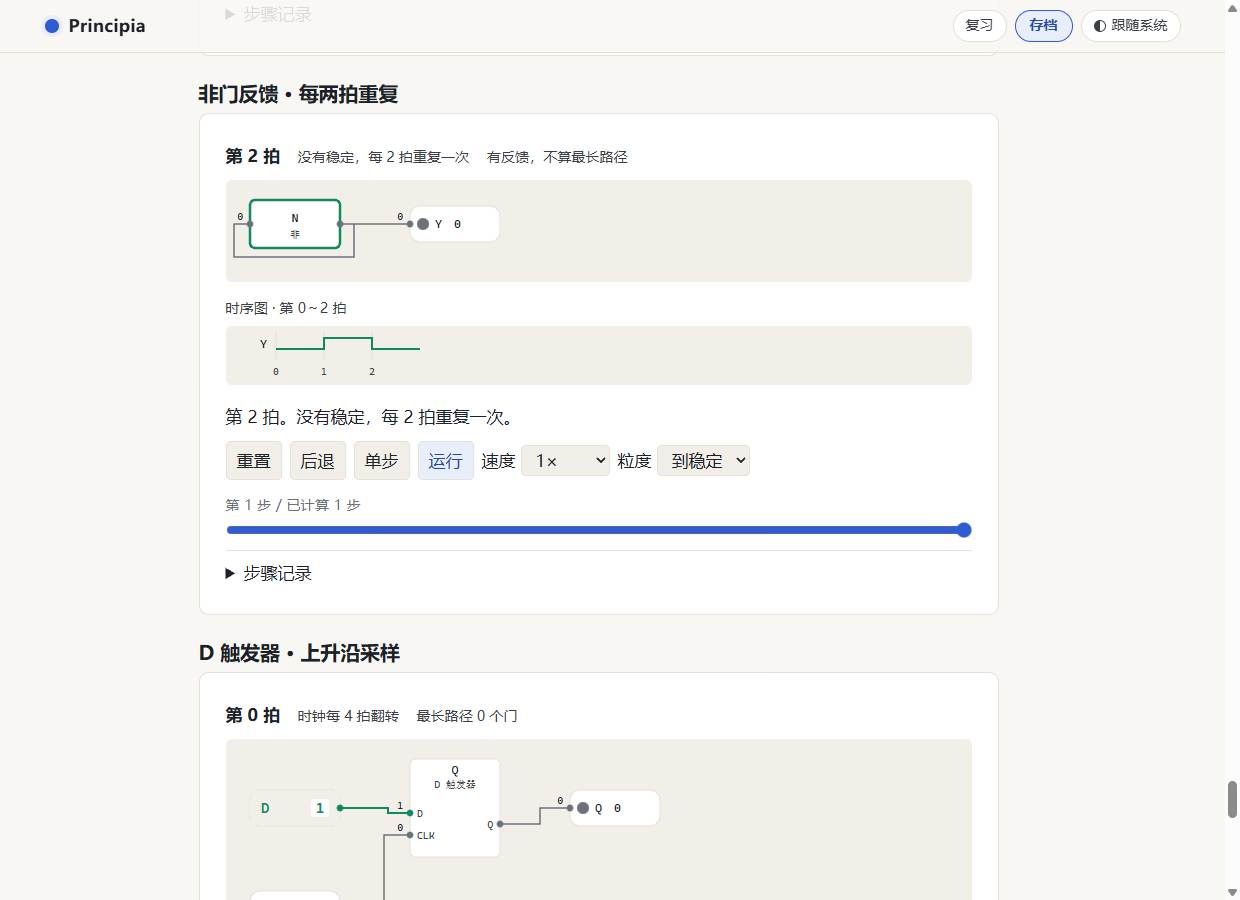 Principia
步骤记录
复习
存档
跟随系统
非门反馈 · 每两拍重复
第 2 拍 没有稳定，每 2 拍重复一次 有反馈，不算最长路径
0 N 0 Y 0
非
时序图 · 第 0~2 拍
Y
0 1 2
第 2 拍。没有稳定，每 2 拍重复一次。
重置 后退 单步 运行 速度 1× 粒度 到稳定
第 1 步 / 已计算 1 步
步骤记录
D 触发器 · 上升沿采样
第 0 拍 时钟每 4 拍翻转 最长路径 0 个门
Q
D 触发器
D 1 1 D 0 Q 0
0 CLK Q